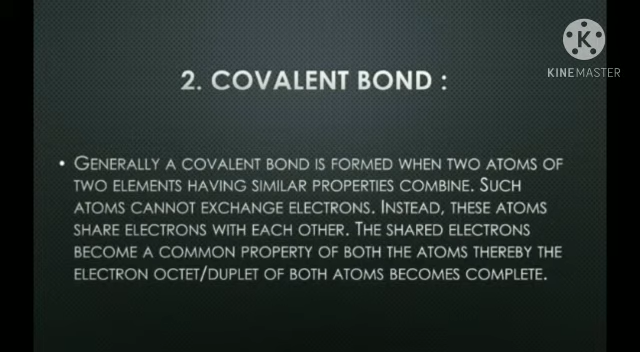 KINEMASTER
2. COVALENT BOND :
• GENERALLY A COVALENT BOND IS FORMED WHEN TWO ATOMS OF
TWO ELEMENTS HAVING SIMILAR PROPERTIES COMBINE. SUCH
ATOMS CANNOT EXCHANGE ELECTRONS. INSTEAD, THESE ATOMS
SHARE ELECTRONS WITH EACH OTHER. THE SHARED ELECTRONS
BECOME A COMMON PROPERTY OF BOTH THE ATOMS THEREBY THE
ELECTRON OCTET/DUPLET OF BOTH ATOMS BECOMES COMPLETE.